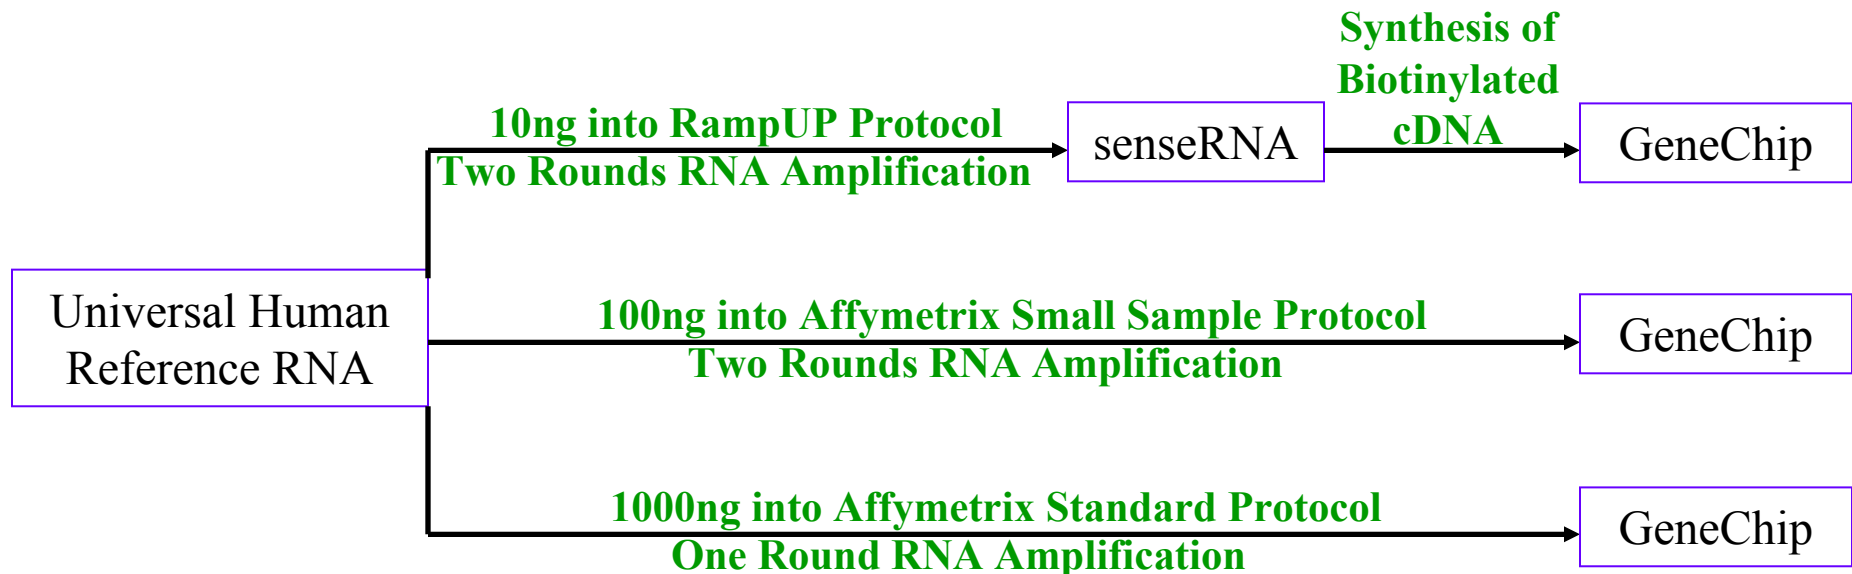 Synthesis of
Biotinylated
cDNA
10ng into RampUP Protocol
Two Rounds RNA Amplification
senseRNA
GeneChip
Universal Human
Reference RNA
100ng into Affymetrix Small Sample Protocol
Two Rounds RNA Amplification
GeneChip
1000ng into Affymetrix Standard Protocol
One Round RNA Amplification
GeneChip